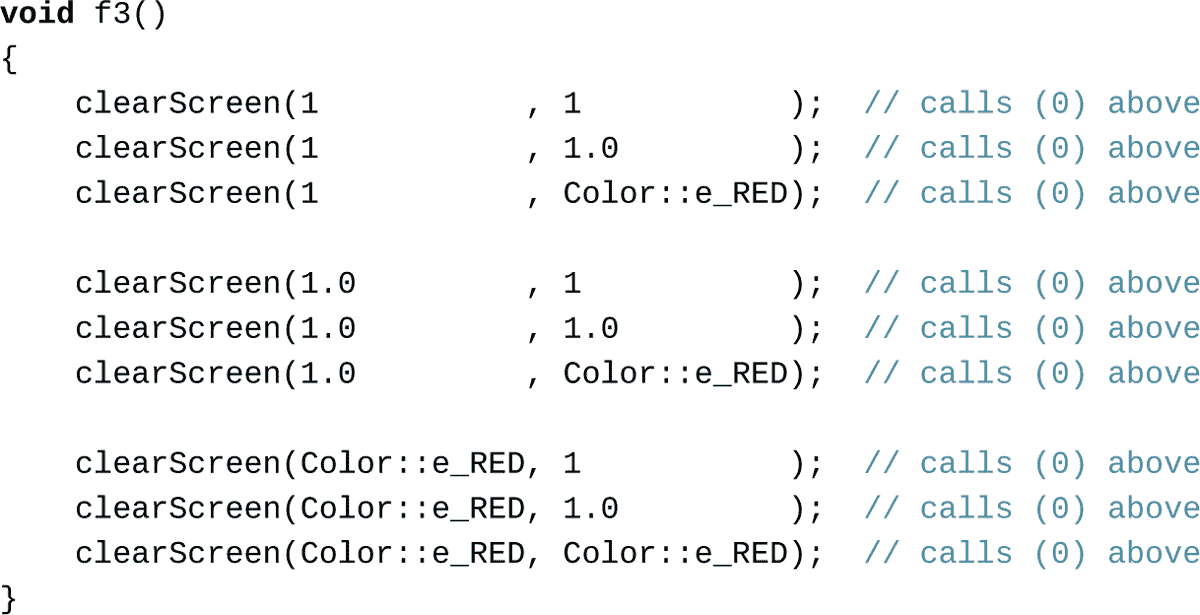 void f3()
{
    clearScreen(1          , 1          );  // calls (0) above
    clearScreen(1          , 1.0        );  // calls (0) above
    clearScreen(1          , Color::e_RED);  // calls (0) above

    clearScreen(1.0        , 1          );  // calls (0) above
    clearScreen(1.0        , 1.0        );  // calls (0) above
    clearScreen(1.0        , Color::e_RED);  // calls (0) above

    clearScreen(Color::e_RED, 1          );  // calls (0) above
    clearScreen(Color::e_RED, 1.0        );  // calls (0) above
    clearScreen(Color::e_RED, Color::e_RED);  // calls (0) above
}